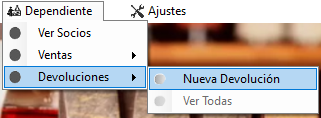 Dependiente Ajustes
Ver Socios
Ventas
Devoluciones Nueva Devolución
Ver Todas